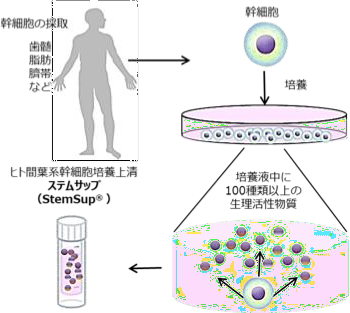 幹細胞の採取
歯髄
脂肪
臍帯
など
幹細胞
培養
ヒト間葉系幹細胞培養上清
ステムサップ
（StemSup®）
培養液中に
100種類以上の
生理活性物質